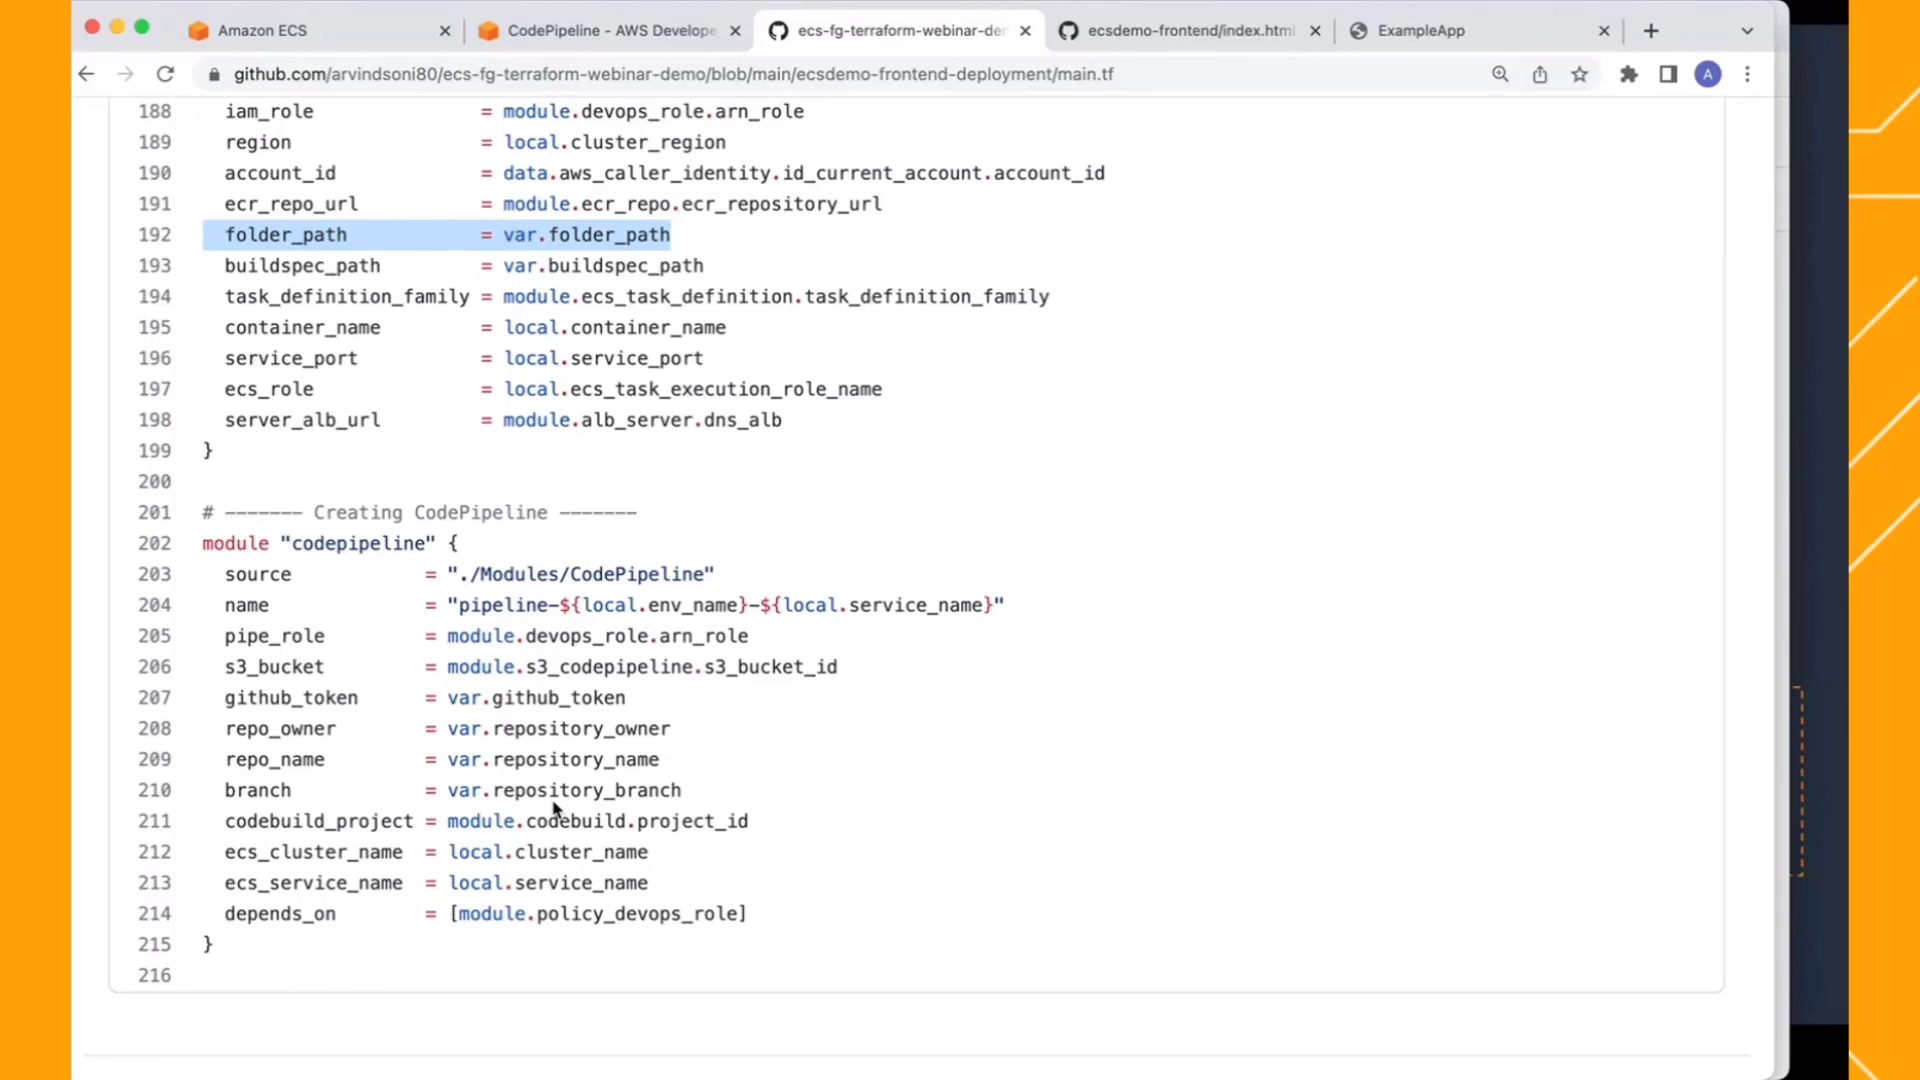 Amazon ECS
CodePipeline - AWS Develope
ecs-fg-terraform-webinar-de
ecsdemo-frontend/index.html
ExampleApp
github.com/arvindsoni80/ecs-fg-terraform-webinar-demo/blob/main/ecsdemo-frontend-deployment/main.tf
A
188 iam_role = module.devops_role.arn_role
189 region = local.cluster_region
190 account_id = data.aws_caller_identity.id_current_account.account_id
191 ecr_repo_url = module.ecr_repo.ecr_repository_url
192 folder_path = var.folder_path
193 buildspec_path = var.buildspec_path
194 task_definition_family = module.ecs_task_definition.task_definition_family
195 container_name = local.container_name
196 service_port = local.service_port
197 ecs_role = local.ecs_task_execution_role_name
198 server_alb_url = module.alb_server.dns_alb
199 }
200
201 # ------- Creating CodePipeline -------
202 module "codepipeline" {
203 source = "./Modules/CodePipeline"
204 name = "pipeline-${local.env_name}-${local.service_name}"
205 pipe_role = module.devops_role.arn_role
206 s3_bucket = module.s3_codepipeline.s3_bucket_id
207 github_token = var.github_token
208 repo_owner = var.repository_owner
209 repo_name = var.repository_name
210 branch = var.repository_branch
211 codebuild_project = module.codebuild.project_id
212 ecs_cluster_name = local.cluster_name
213 ecs_service_name = local.service_name
214 depends_on = [module.policy_devops_role]
215 }
216